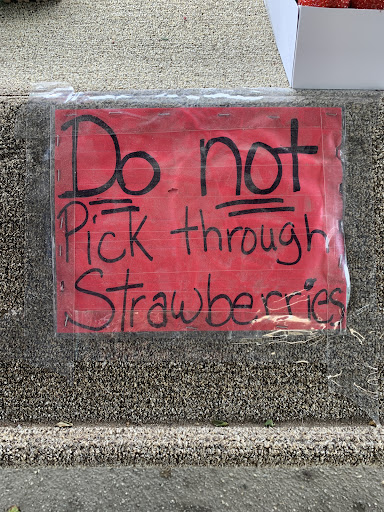 Do not
Pick through
Strawberries